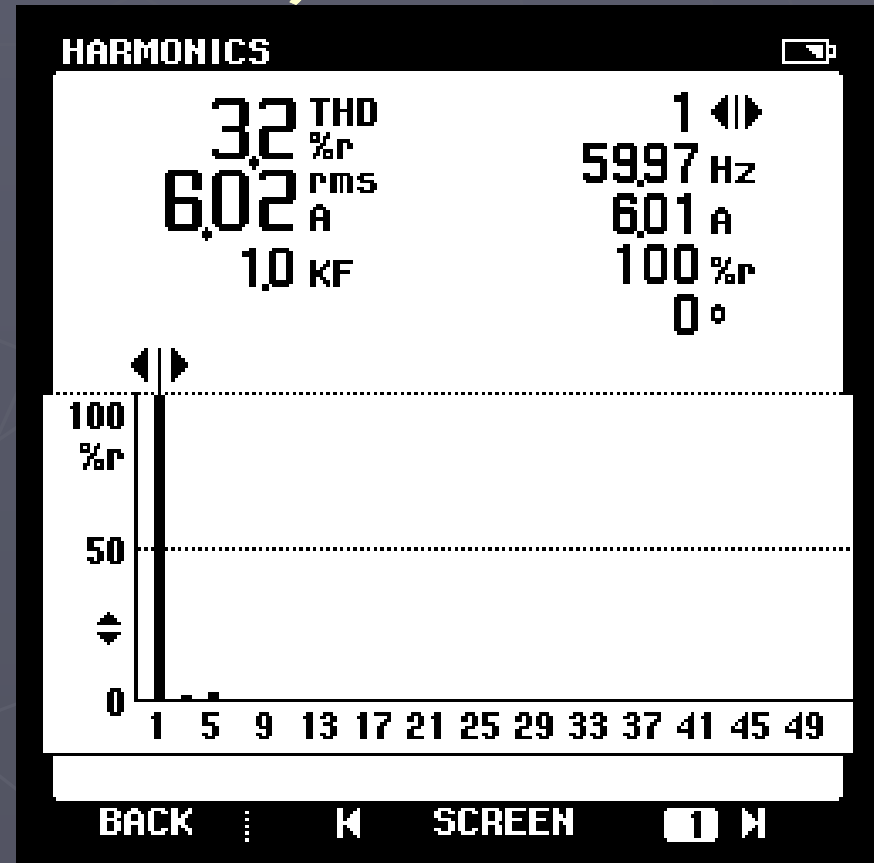 HARMONICS
3.2 THD %r
6.02 rms A
1.0 KF
1
59.97 Hz
6.01 A
100 %r
0 °
100
%r
50
0
1 5 9 13 17 21 25 29 33 37 41 45 49
BACK SCREEN 1